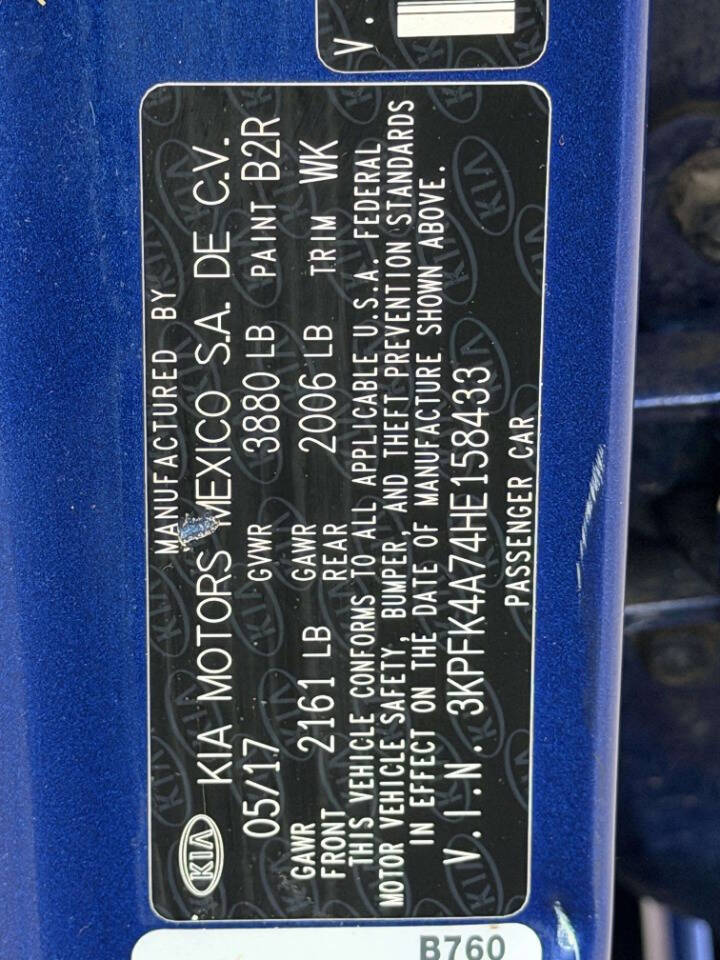 MANUFACTURED BY
KIA KIA MOTORS MEXICO S.A. DE C.V.
05/17 GVWR 3880 LB PAINT B2R
GAWR FRONT 2161 LB GAWR REAR 2006 LB TRIM WK
THIS VEHICLE CONFORMS TO ALL APPLICABLE U.S.A. FEDERAL
MOTOR VEHICLE SAFETY, BUMPER, AND THEFT PREVENTION STANDARDS
IN EFFECT ON THE DATE OF MANUFACTURE SHOWN ABOVE.
V.I.N. 3KPFK4A74HE158433
PASSENGER CAR
V.
B760